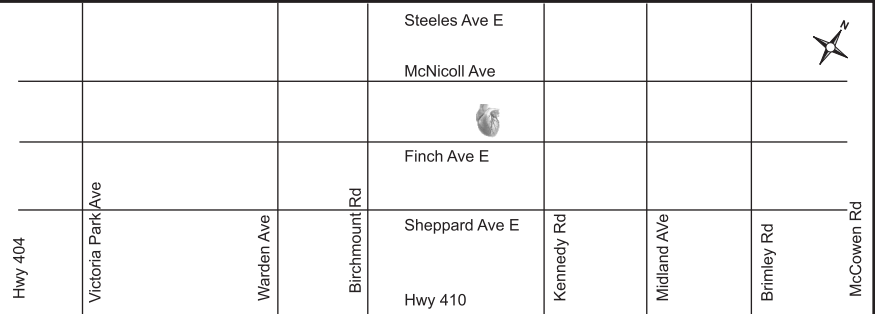 Steeles Ave E
N
McNicoll Ave
Finch Ave E
Sheppard Ave E
Hwy 410
Hwy 404
Victoria Park Ave
Warden Ave
Birchmount Rd
Kennedy Rd
Midland AVe
Brimley Rd
McCowen Rd